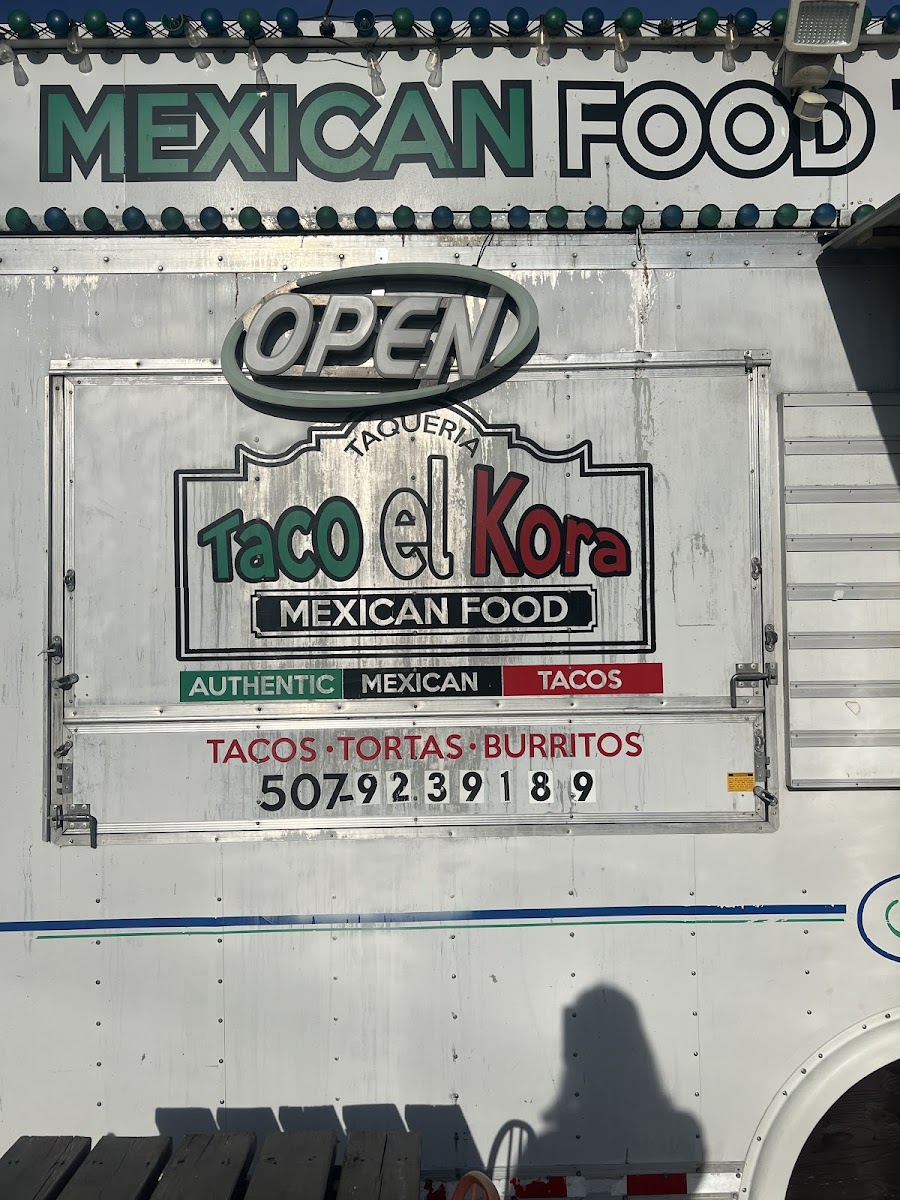 MEXICAN FOOD
OPEN
TAQUERIA
Taco el Kora
MEXICAN FOOD
AUTHENTIC MEXICAN TACOS
TACOS • TORTAS • BURRITOS
507-9239189